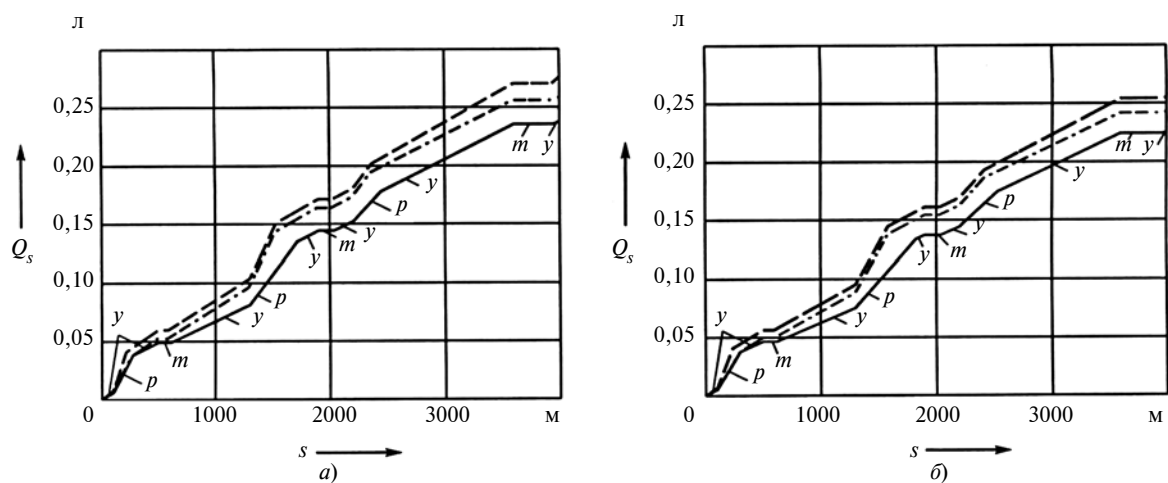 л
0,25
0,20
0,15
0,10
0,05
Q_s
у
р
т
у
р
у
т
у
р
у
т
у
0
1000
2000
3000
м
s
а)
л
0,25
0,20
0,15
0,10
0,05
Q_s
у
р
т
у
р
у
т
у
р
у
т
у
0
1000
2000
3000
м
s
б)